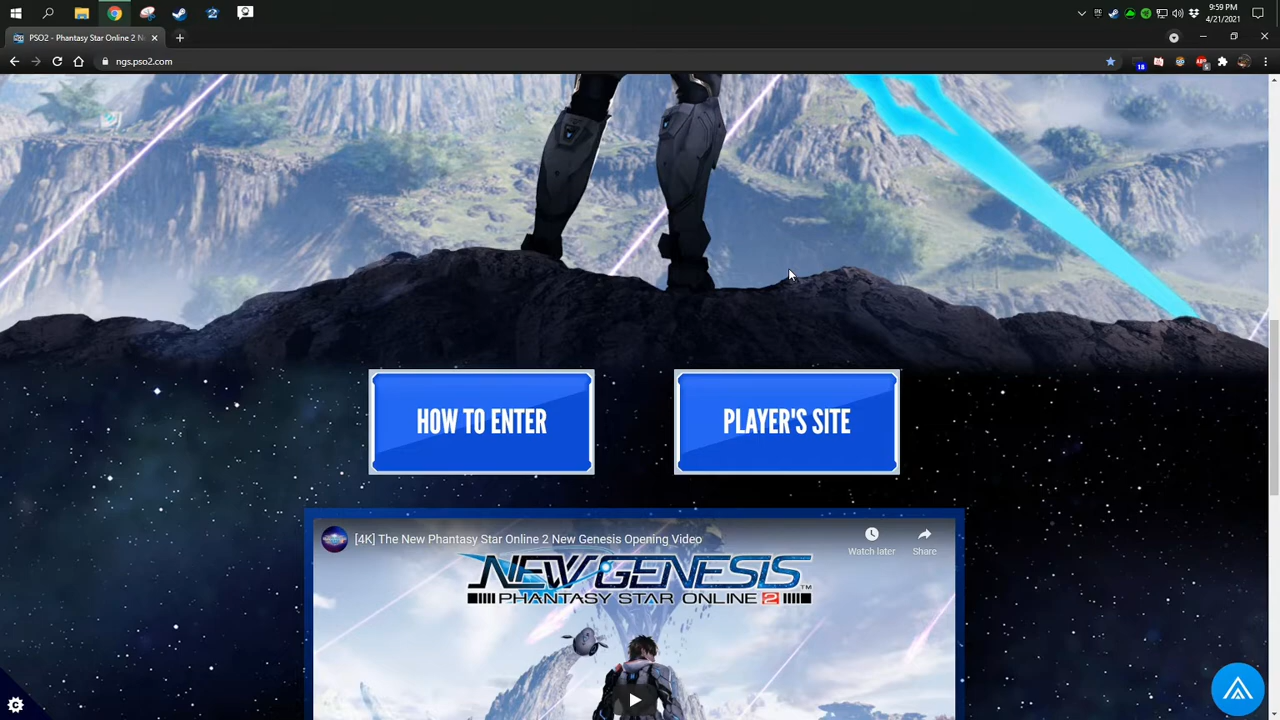 9:59 PM
4/21/2021
PSO2 - Phantasy Star Online 2 N
ngs.pso2.com
18
5
HOW TO ENTER
PLAYER'S SITE
[4K] The New Phantasy Star Online 2 New Genesis Opening Video
Watch later
Share
NEW GENESIS
PHANTASY STAR ONLINE 2